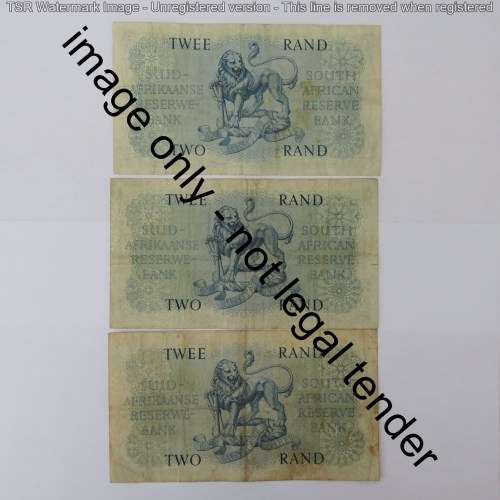 TSR Watermark Image - Unregistered version - This line is removed when registered
TWEE RAND
SUID- SOUTH
AFRIKAANSE AFRICAN
RESERWE- RESERVE
BANK BANK
TWO RAND
TWEE RAND
SUID- SOUTH
AFRIKAANSE AFRICAN
RESERWE- RESERVE
BANK BANK
TWO RAND
TWEE RAND
SUID- SOUTH
AFRIKAANSE AFRICAN
RESERWE RESERVE
BANK BANK
TWO RAND
image only - not legal tender